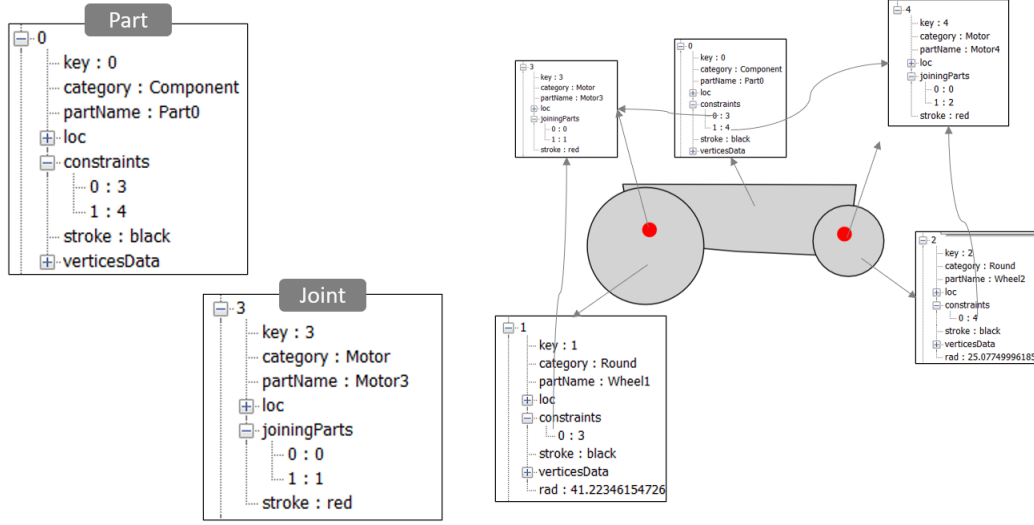 Part
0
key : 0
category : Component
partName : Part0
loc
constraints
0 : 3
1 : 4
stroke : black
verticesData
Joint
3
key : 3
category : Motor
partName : Motor3
loc
joiningParts
0 : 0
1 : 1
stroke : red
3
key : 3
category : Motor
partName : Motor3
loc
joiningParts
0 : 0
1 : 1
stroke : red
0
key : 0
category : Component
partName : Part0
loc
constraints
0 : 3
1 : 4
stroke : black
verticesData
4
key : 4
category : Motor
partName : Motor4
loc
joiningParts
0 : 0
1 : 2
stroke : red
1
key : 1
category : Round
partName : Wheel1
loc
constraints
0 : 3
stroke : black
verticesData
rad : 41.22346154726
2
key : 2
category : Round
partName : Wheel2
loc
constraints
0 : 4
stroke : black
verticesData
rad : 25.07749996185